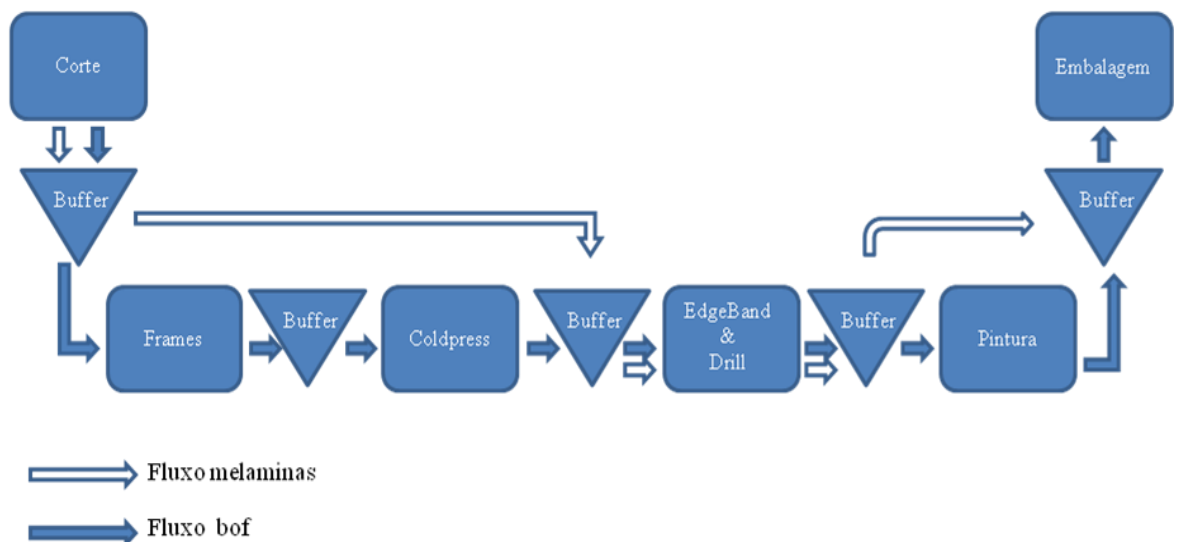 Corte
Embalagem
Buffer
Buffer
Frames
Buffer
Coldpress
Buffer
EdgeBand
&
Drill
Buffer
Pintura
Fluxo melaminas
Fluxo bof